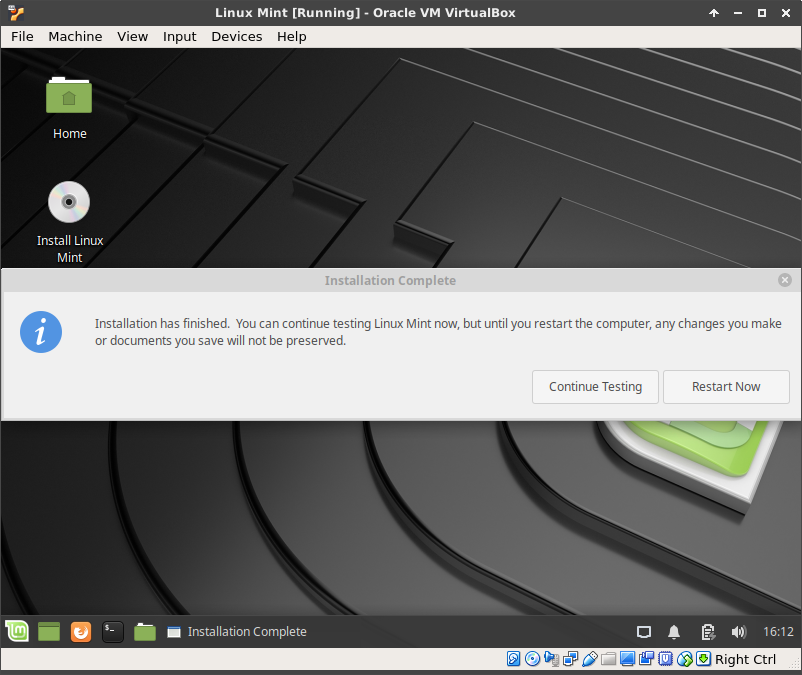 Linux Mint [Running] - Oracle VM VirtualBox
File Machine View Input Devices Help
Home
Install Linux
Mint
Installation Complete
Installation has finished.  You can continue testing Linux Mint now, but until you restart the computer, any changes you make
or documents you save will not be preserved.
Continue Testing Restart Now
Installation Complete 16:12
Right Ctrl